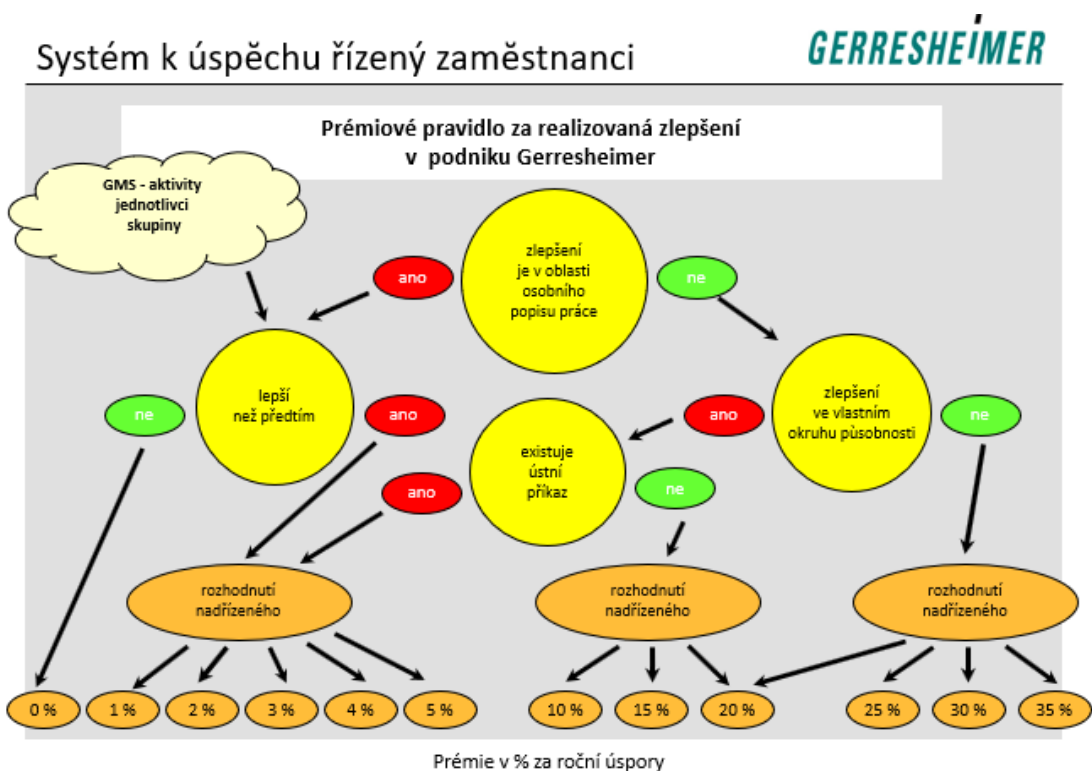 Systém k úspěchu řízený zaměstnanci
GERRESHEIMER
Prémiové pravidlo za realizovaná zlepšení
v podniku Gerresheimer
GMS - aktivity
jednotlivci
skupiny
zlepšení
je v oblasti
osobního
popisu práce
ano
ne
lepší
než předtím
ne
ano
zlepšení
ve vlastním
okruhu působnosti
ano
ne
existuje
ústní
příkaz
ano
ne
rozhodnutí
nadřízeného
rozhodnutí
nadřízeného
rozhodnutí
nadřízeného
0 %
1 %
2 %
3 %
4 %
5 %
10 %
15 %
20 %
25 %
30 %
35 %
Prémie v % za roční úspory